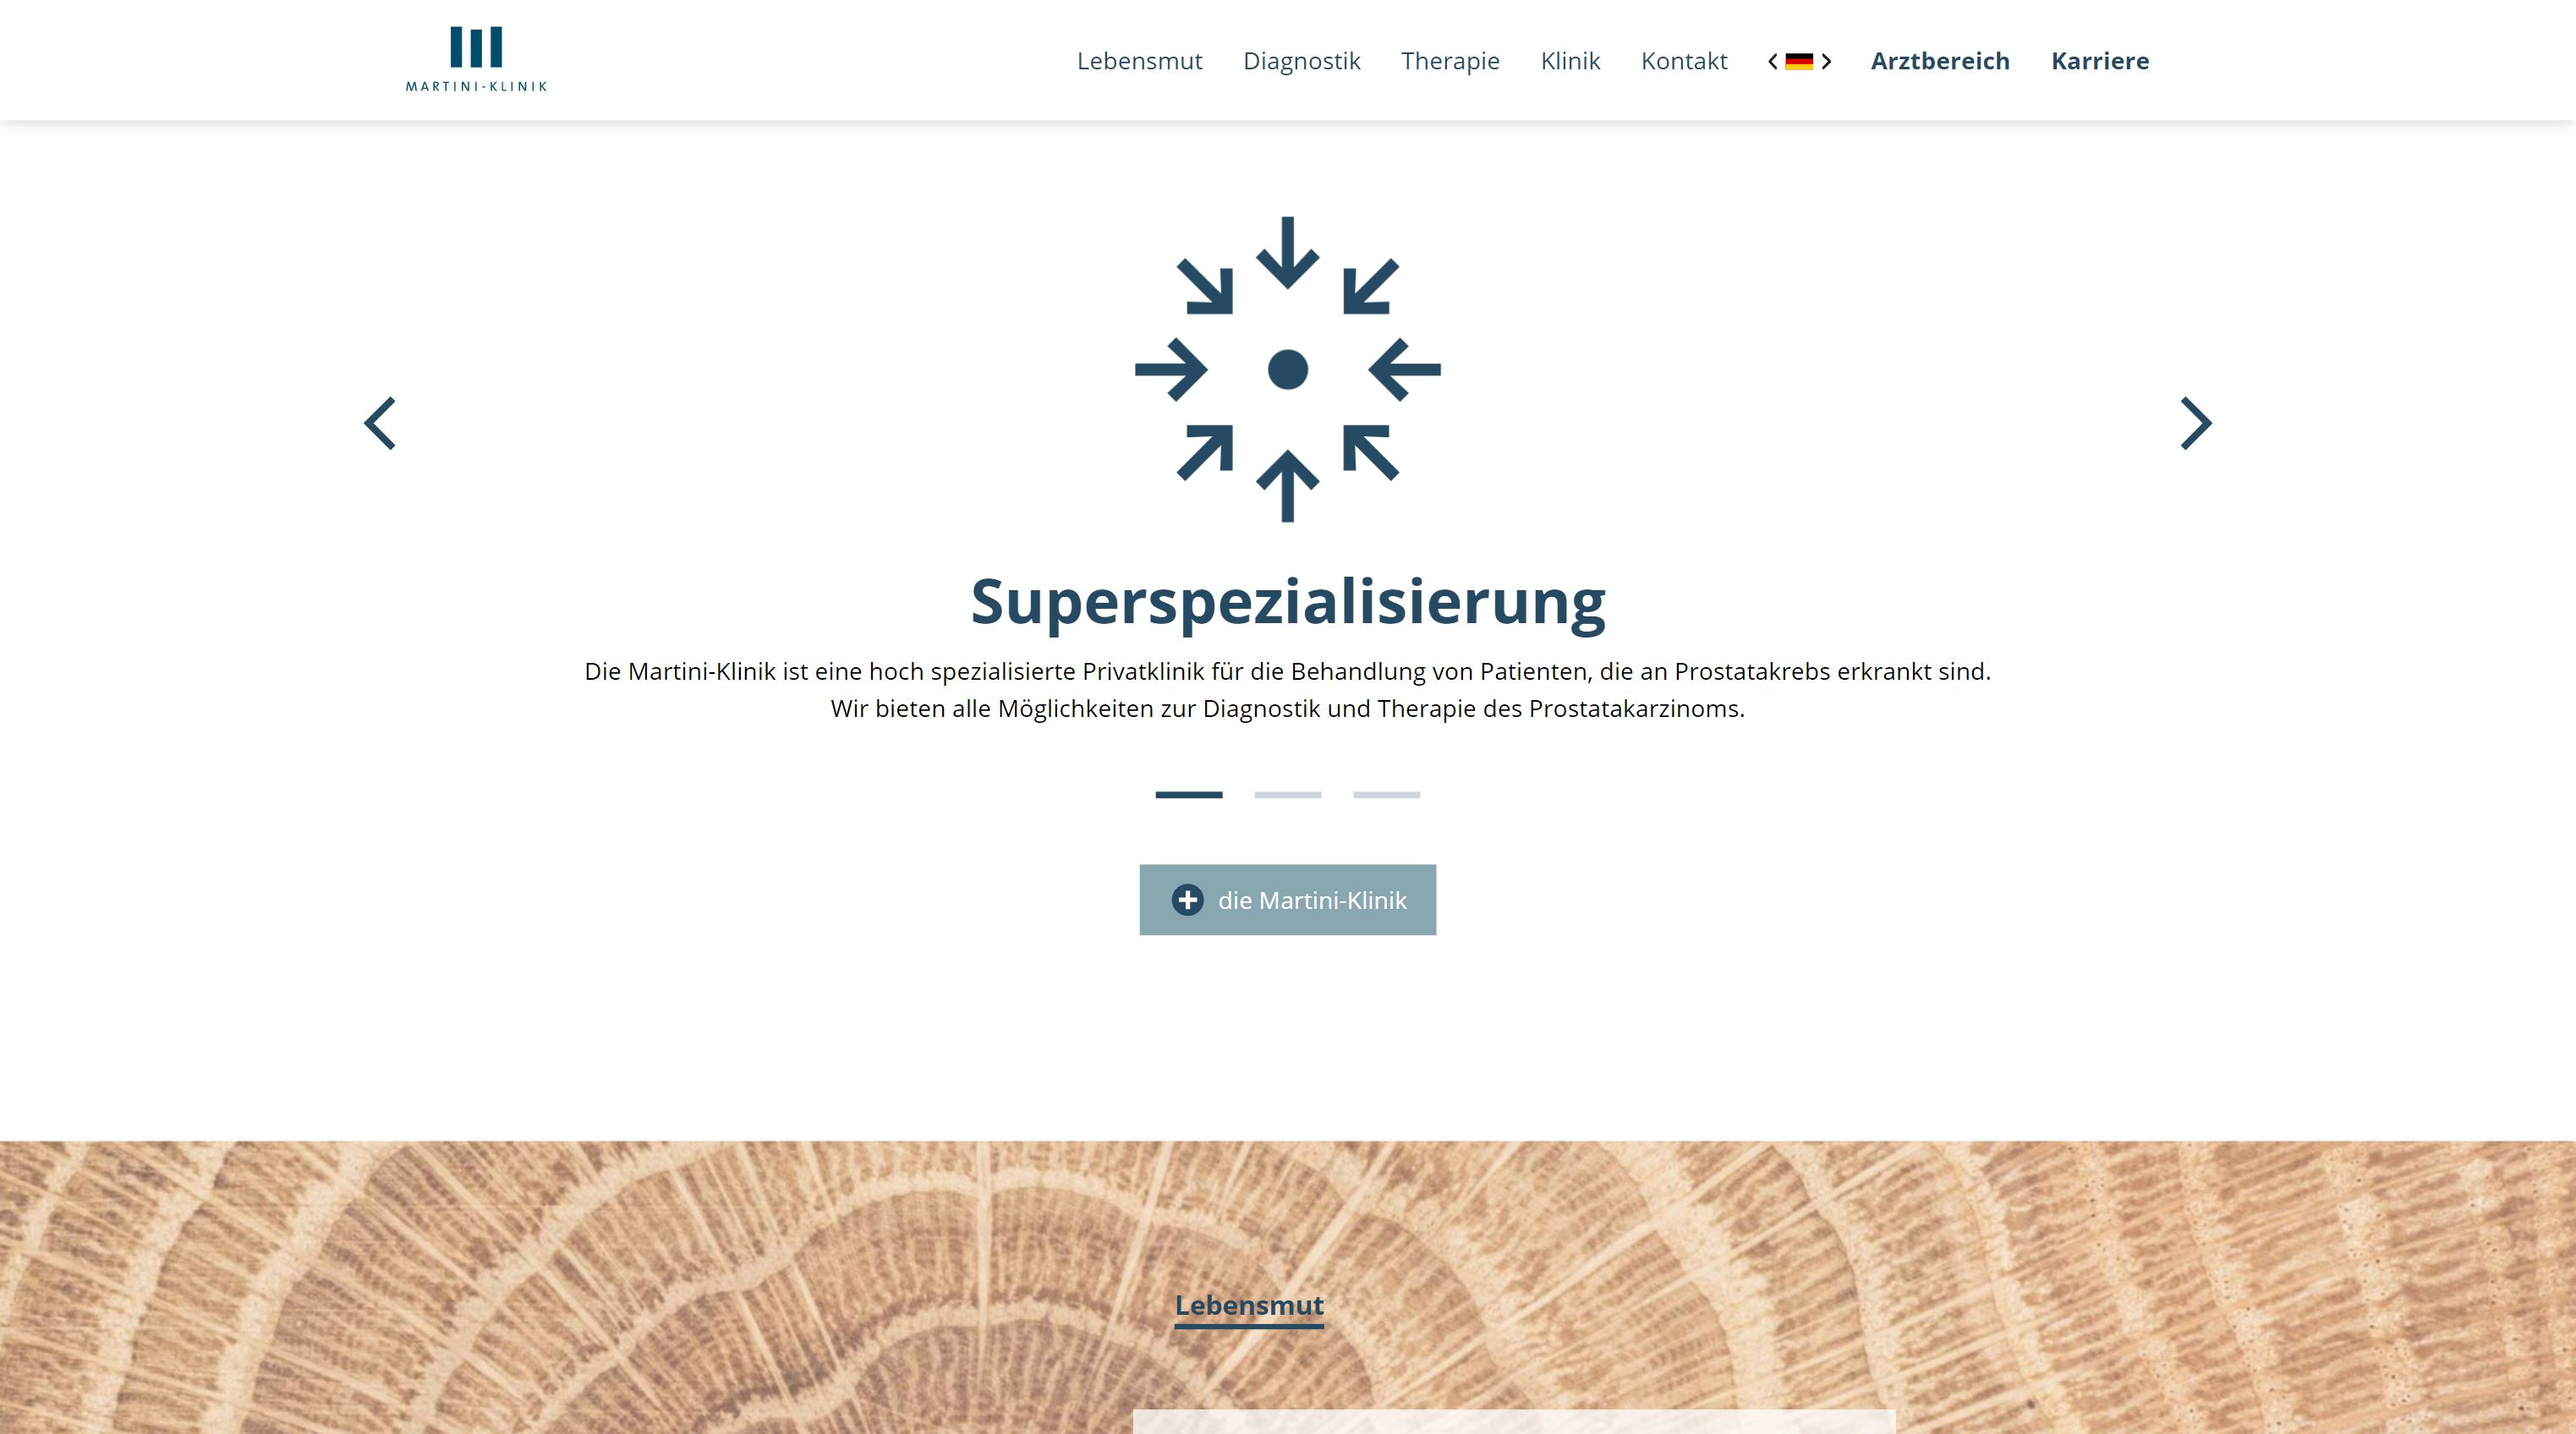 MARTINI-KLINIK
Lebensmut Diagnostik Therapie Klinik Kontakt Arztbereich Karriere
Superspezialisierung
Die Martini-Klinik ist eine hoch spezialisierte Privatklinik für die Behandlung von Patienten, die an Prostatakrebs erkrankt sind.
Wir bieten alle Möglichkeiten zur Diagnostik und Therapie des Prostatakarzinoms.
die Martini-Klinik
Lebensmut